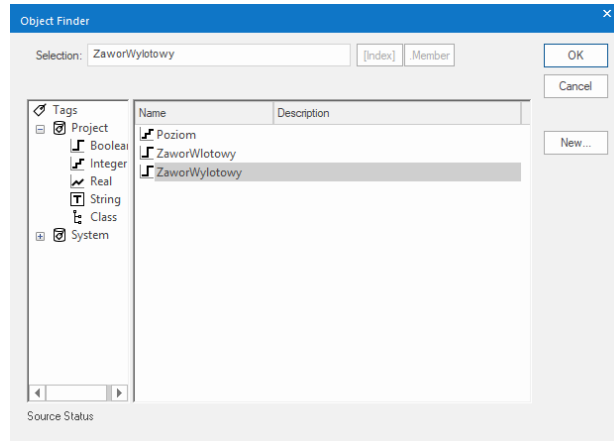 Object Finder
Selection: ZaworWylotowy [Index] .Member OK
Cancel
New...
Tags
Project
Boolea
Integer
Real
T String
Class
System
Name Description
Poziom
ZaworWlotowy
ZaworWylotowy
Source Status